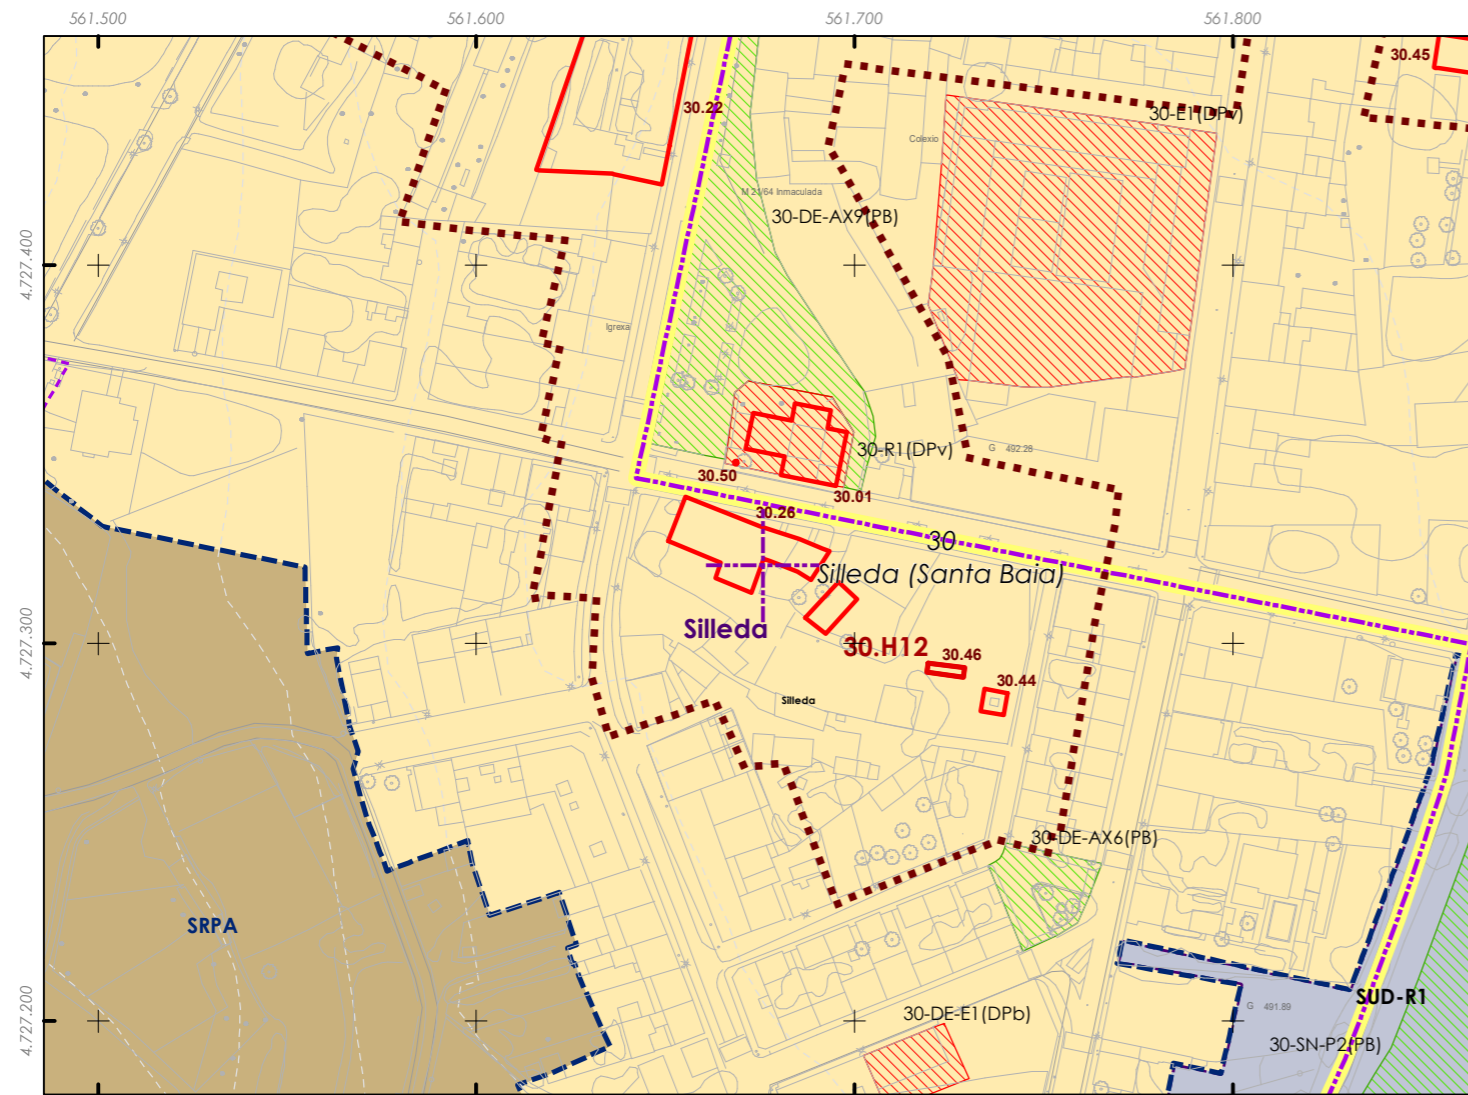 561.500
561.600
561.700
561.800
30.45
30.22
30-E1(DPv)
Colexio
M 21/64 Inmaculada
30-DE-AX9(PB)
4.727.400
Igrexa
30-R1(DPv)
G 492.28
30.50
30.01
30.26
30
Silleda (Santa Baia)
Silleda
4.727.300
30.H12
30.46
30.44
Silleda
30-DE-AX6(PB)
SRPA
SUD-R1
G 491.89
30-DE-E1(DPb)
4.727.200
30-SN-P2(PB)